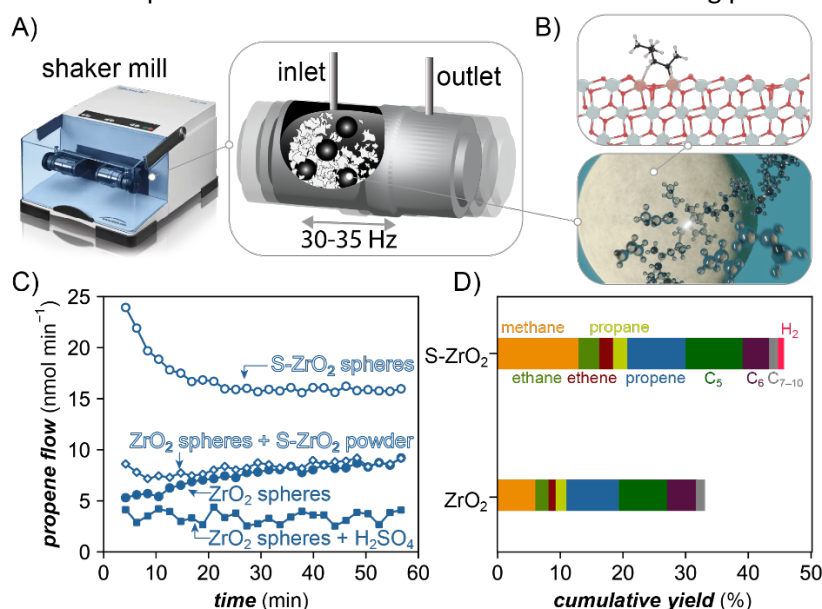 A)
shaker mill
inlet
outlet
30-35 Hz
B)
C)
propene flow (nmol min⁻¹)
25
20
15
10
5
0
S-ZrO₂ spheres
ZrO₂ spheres + S-ZrO₂ powder
ZrO₂ spheres
ZrO₂ spheres + H₂SO₄
0 10 20 30 40 50 60
time (min)
D)
S-ZrO₂
ZrO₂
methane propane H₂
ethane ethene propene C₅ C₆ C₇₋₁₀
0 10 20 30 40 50
cumulative yield (%)